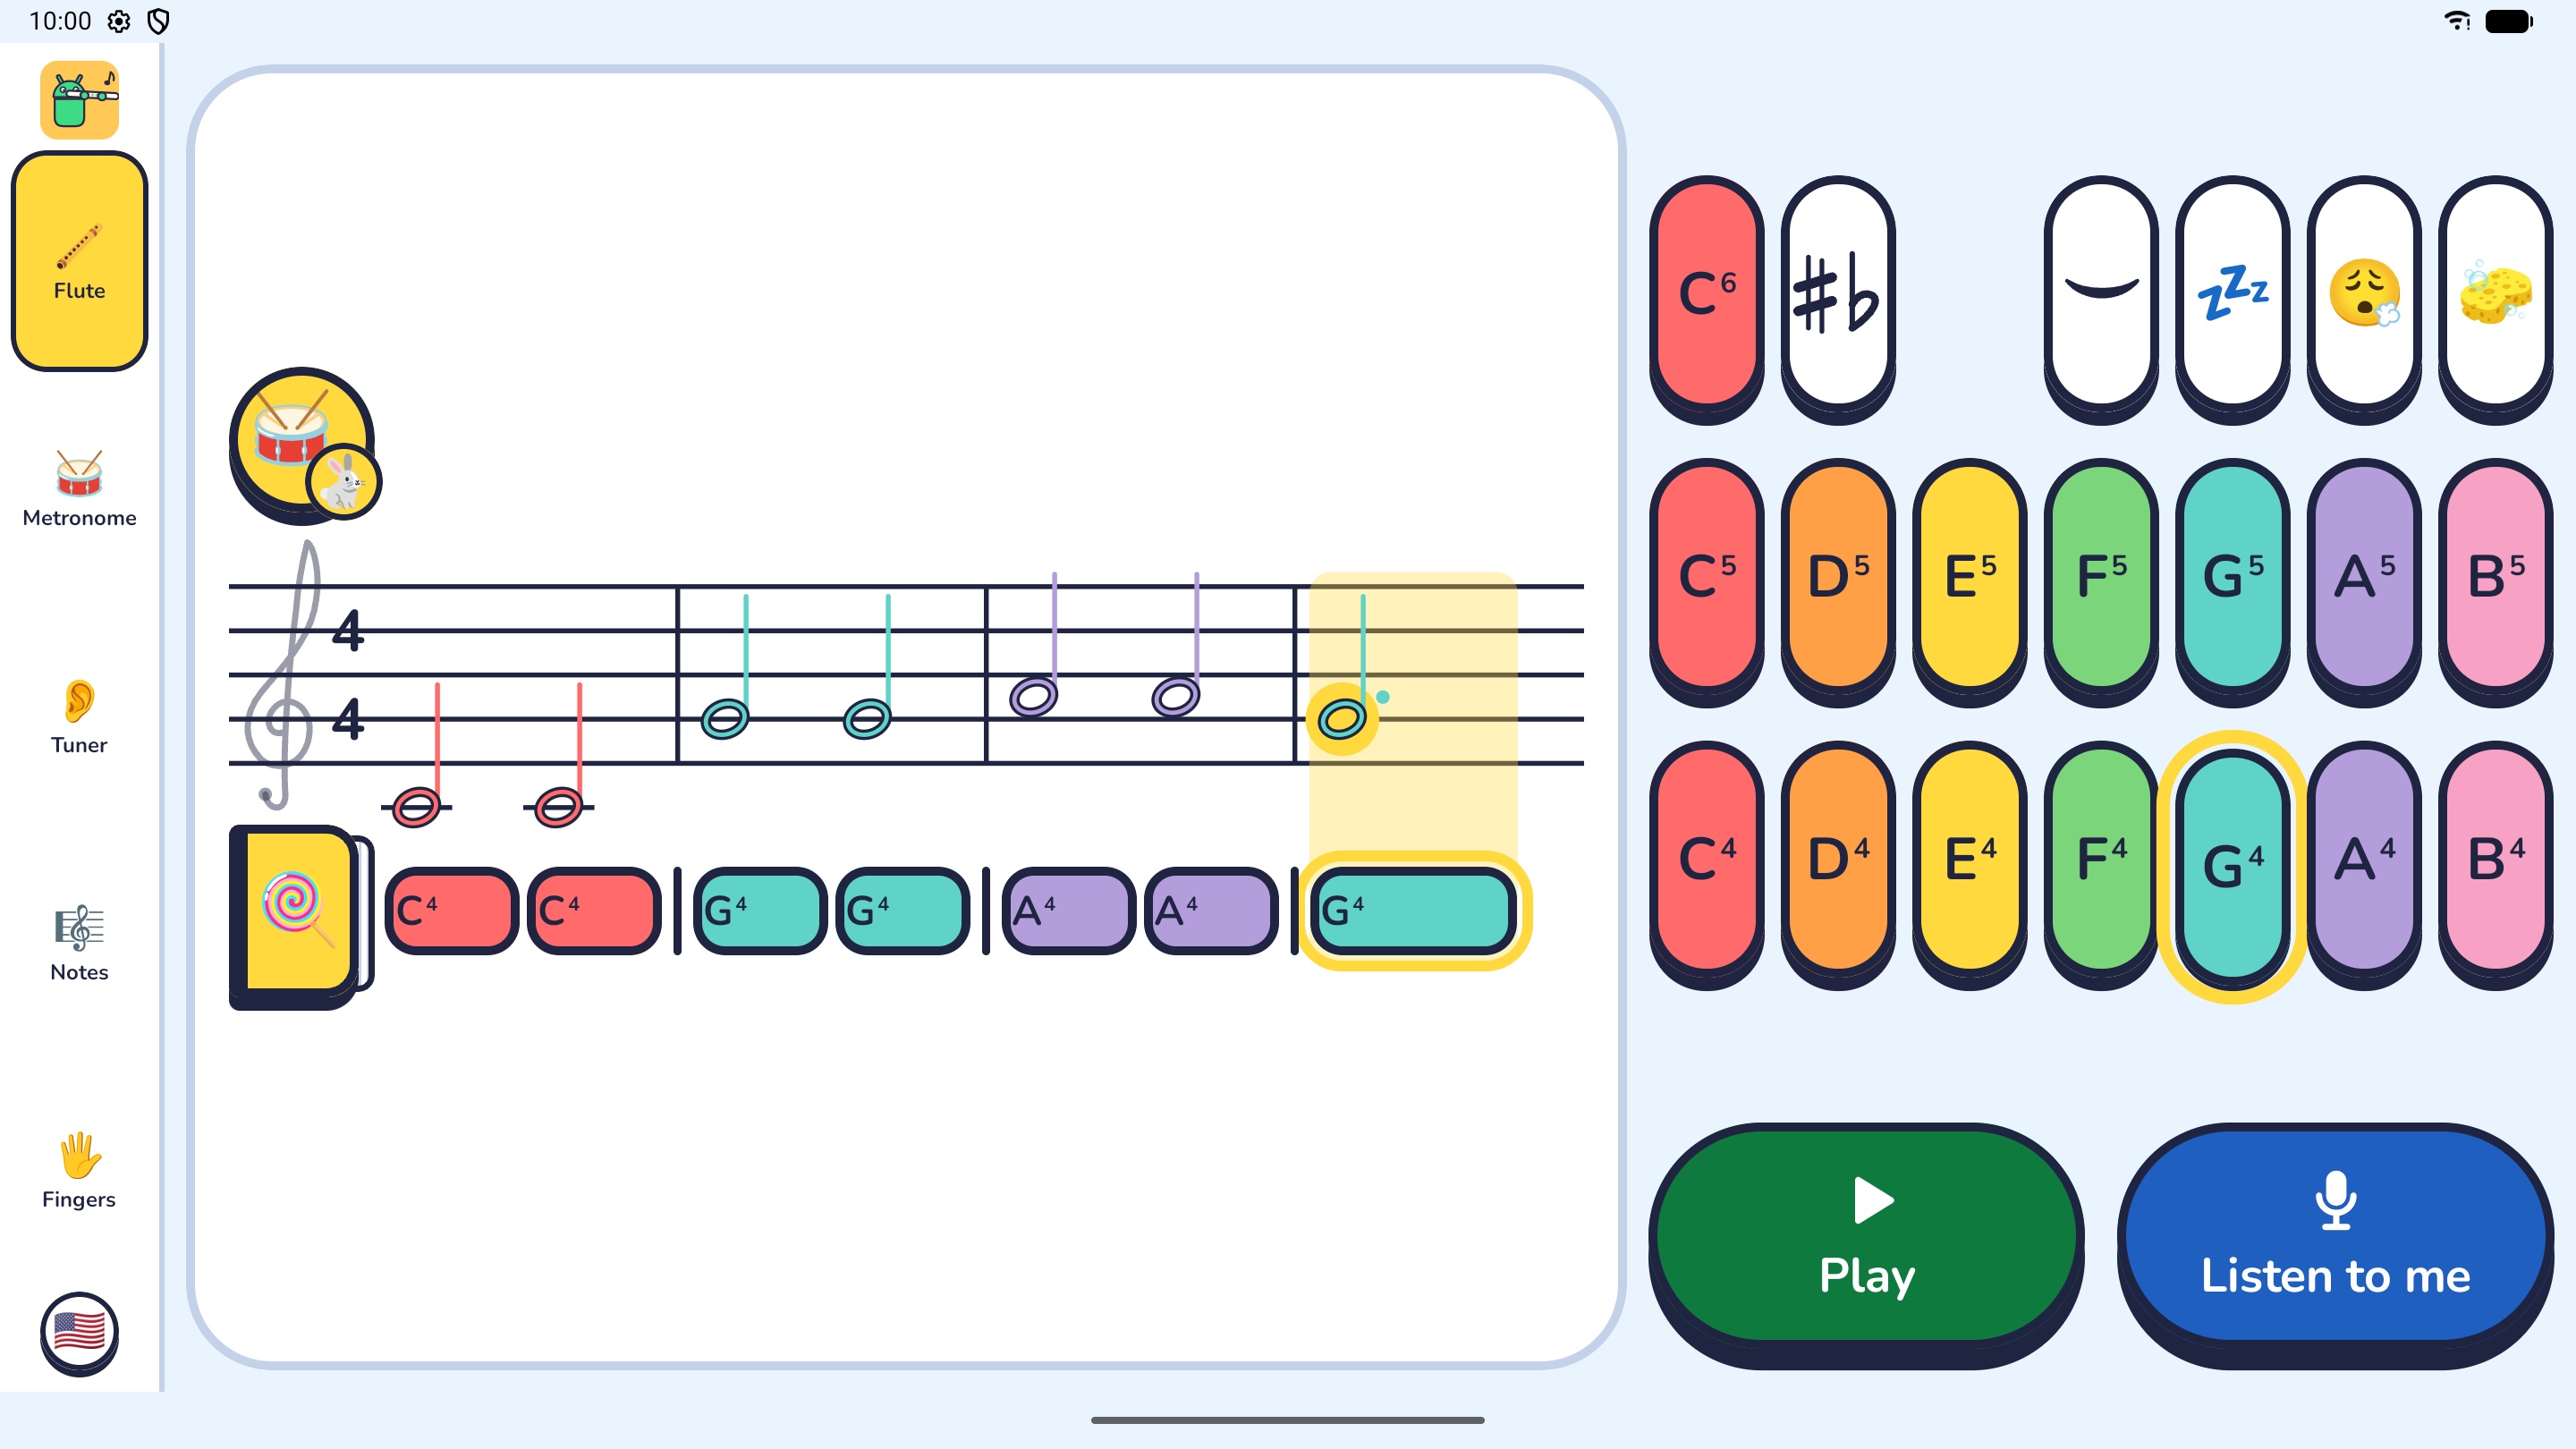 10:00
Flute
Metronome
Tuner
Notes
Fingers
4
4
C4 C4 G4 G4 A4 A4 G4
C6 #b zzz
C5 D5 E5 F5 G5 A5 B5
C4 D4 E4 F4 G4 A4 B4
Play
Listen to me